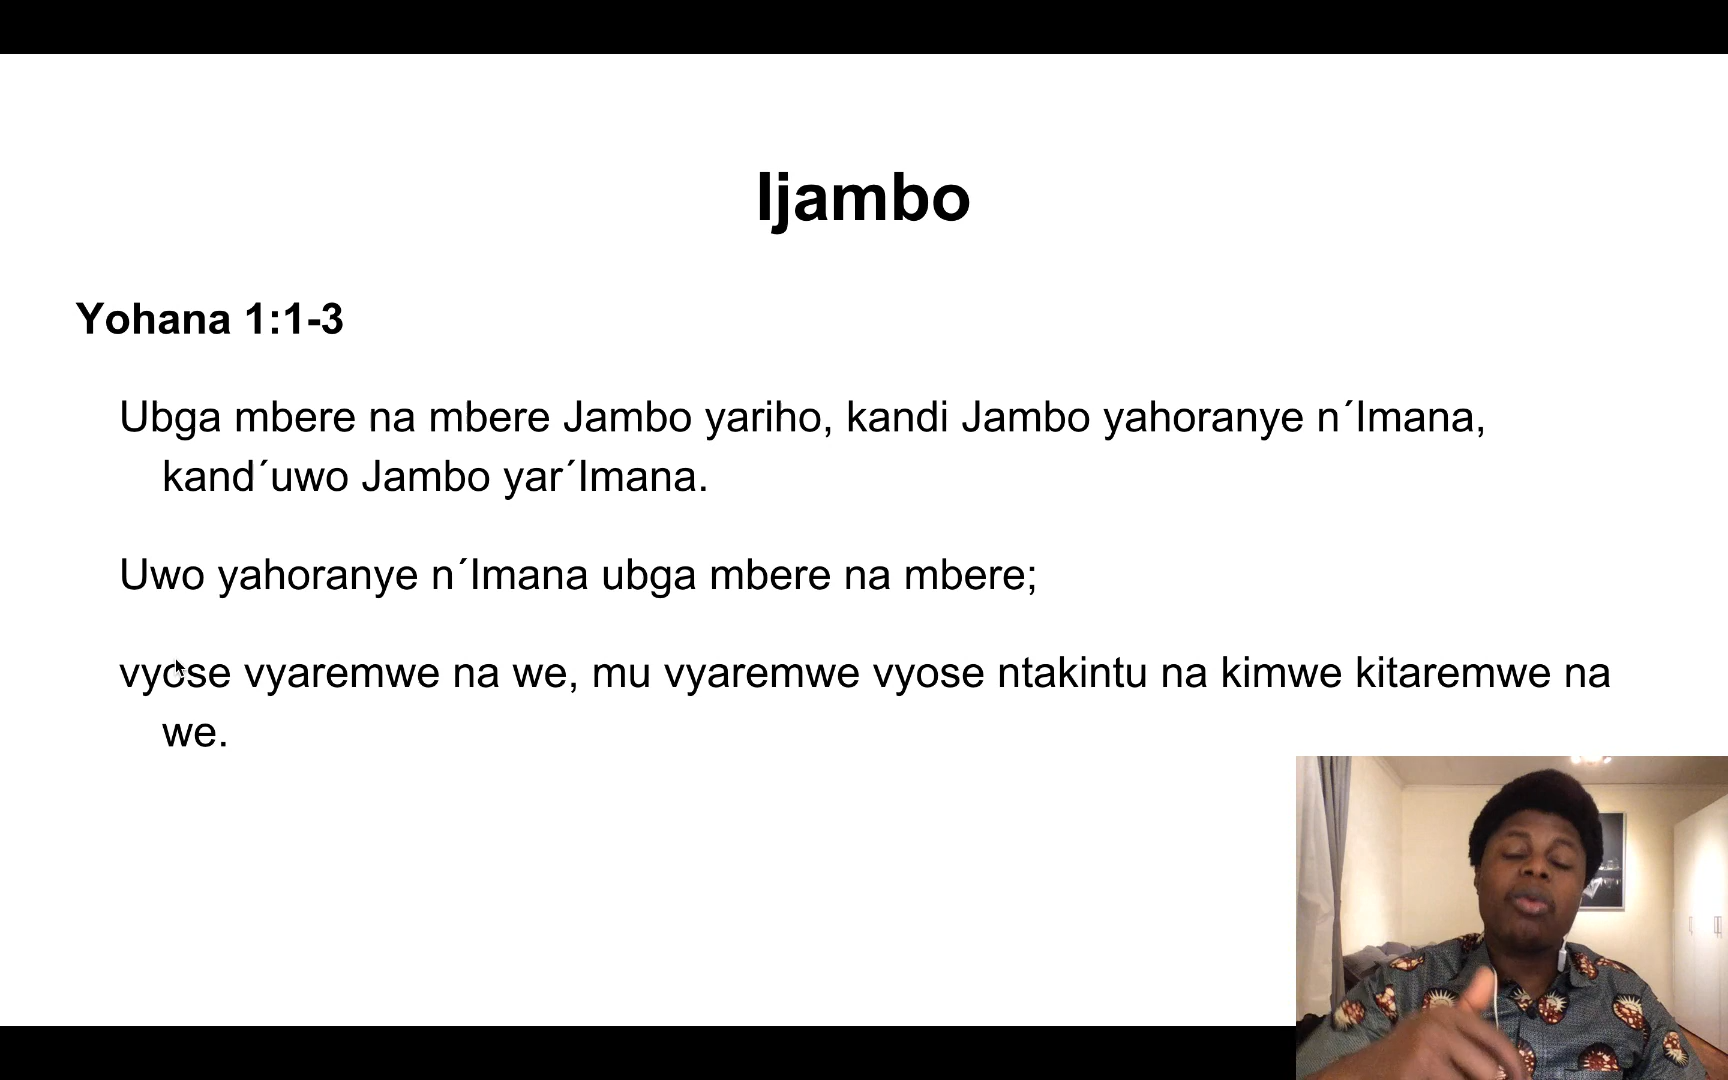 Ijambo
Yohana 1:1-3
Ubga mbere na mbere Jambo yariho, kandi Jambo yahoranye n´Imana,
kand´uwo Jambo yar´Imana.
Uwo yahoranye n´Imana ubga mbere na mbere;
vyose vyaremwe na we, mu vyaremwe vyose ntakintu na kimwe kitaremwe na
we.